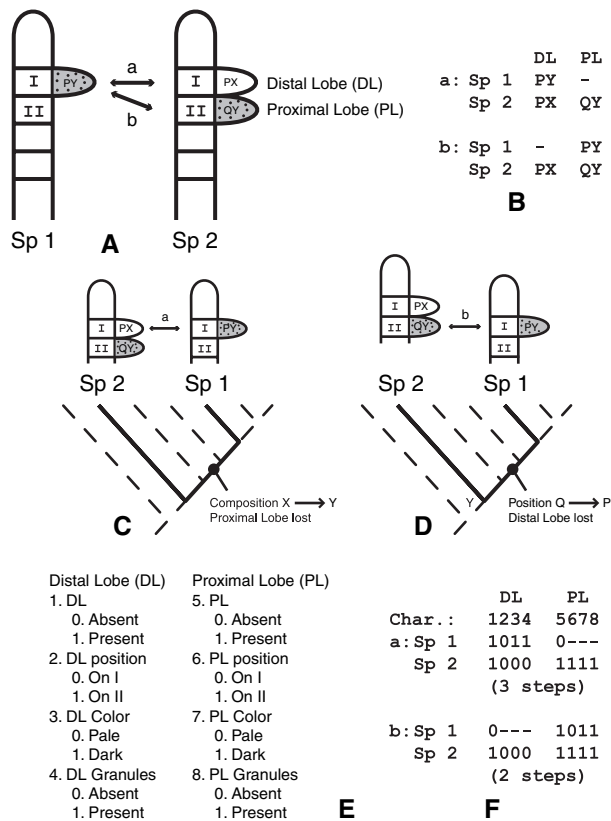 I PY
II
Sp 1
a
b
A
I PX
II QY
Sp 2
Distal Lobe (DL)
Proximal Lobe (PL)
DL PL
a: Sp 1 PY -
Sp 2 PX QY
b: Sp 1 - PY
Sp 2 PX QY
B
I PX
II QY
Sp 2
a
I PY
II
Sp 1
Composition X → Y
Proximal Lobe lost
C
I PX
II QY
Sp 2
b
I PY
II
Sp 1
Y
Position Q → P
Distal Lobe lost
D
Distal Lobe (DL)
1. DL
0. Absent
1. Present
2. DL position
0. On I
1. On II
3. DL Color
0. Pale
1. Dark
4. DL Granules
0. Absent
1. Present
Proximal Lobe (PL)
5. PL
0. Absent
1. Present
6. PL position
0. On I
1. On II
7. PL Color
0. Pale
1. Dark
8. PL Granules
0. Absent
1. Present
E
DL PL
Char.: 1234 5678
a: Sp 1 1011 0---
Sp 2 1000 1111
(3 steps)
b: Sp 1 0--- 1011
Sp 2 1000 1111
(2 steps)
F